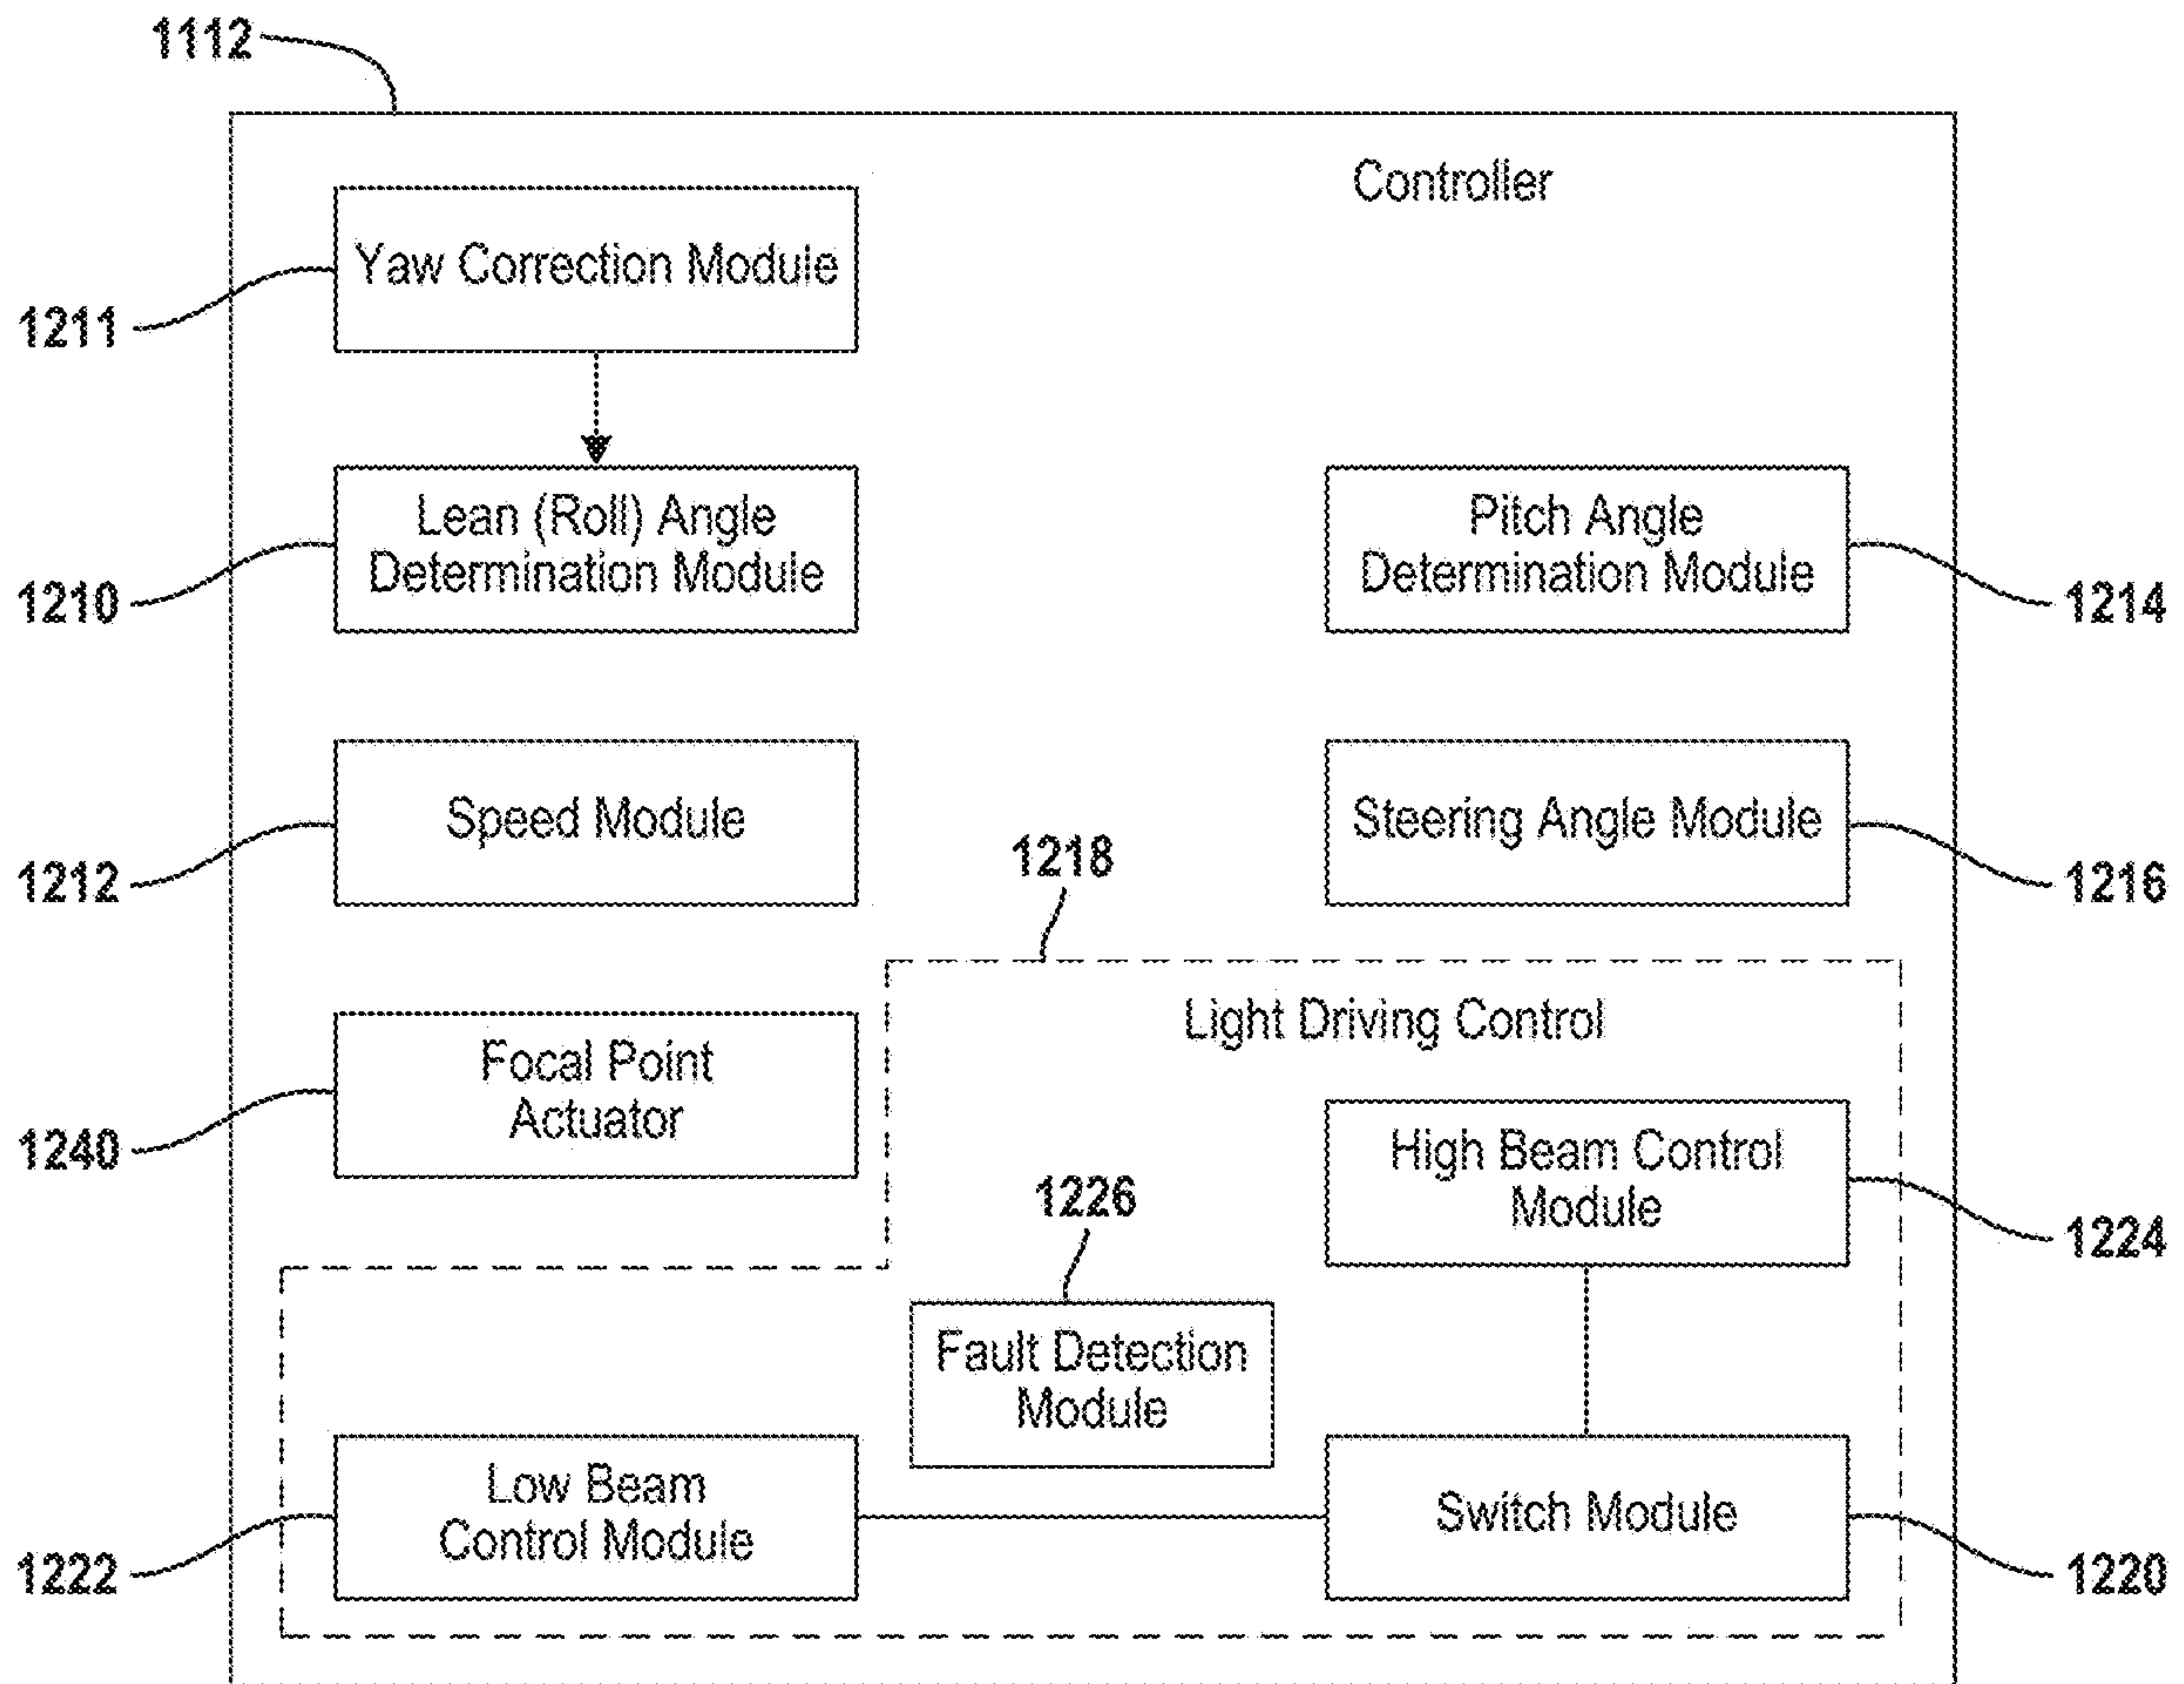 1112
Controller
Yaw Correction Module
1211
Lean (Roll) Angle
Determination Module
1210
Pitch Angle
Determination Module
1214
Speed Module
1212
Steering Angle Module
1216
1218
Light Driving Control
Focal Point
Actuator
1240
High Beam Control
Module
1224
1226
Fault Detection
Module
Low Beam
Control Module
1222
Switch Module
1220